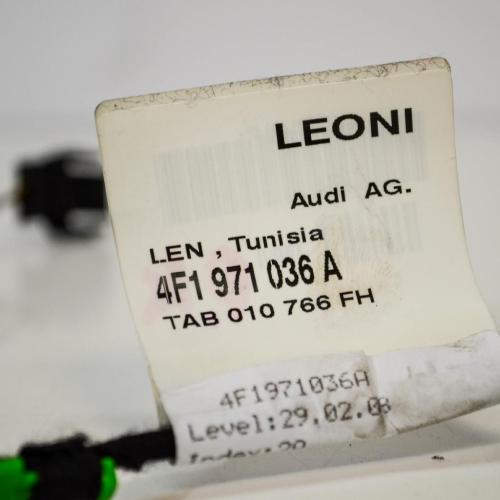 LEONI
Audi AG.
LEN , Tunisia
4F1 971 036 A
TAB 010 766 FH
4F1971036A
Level:29.02.08